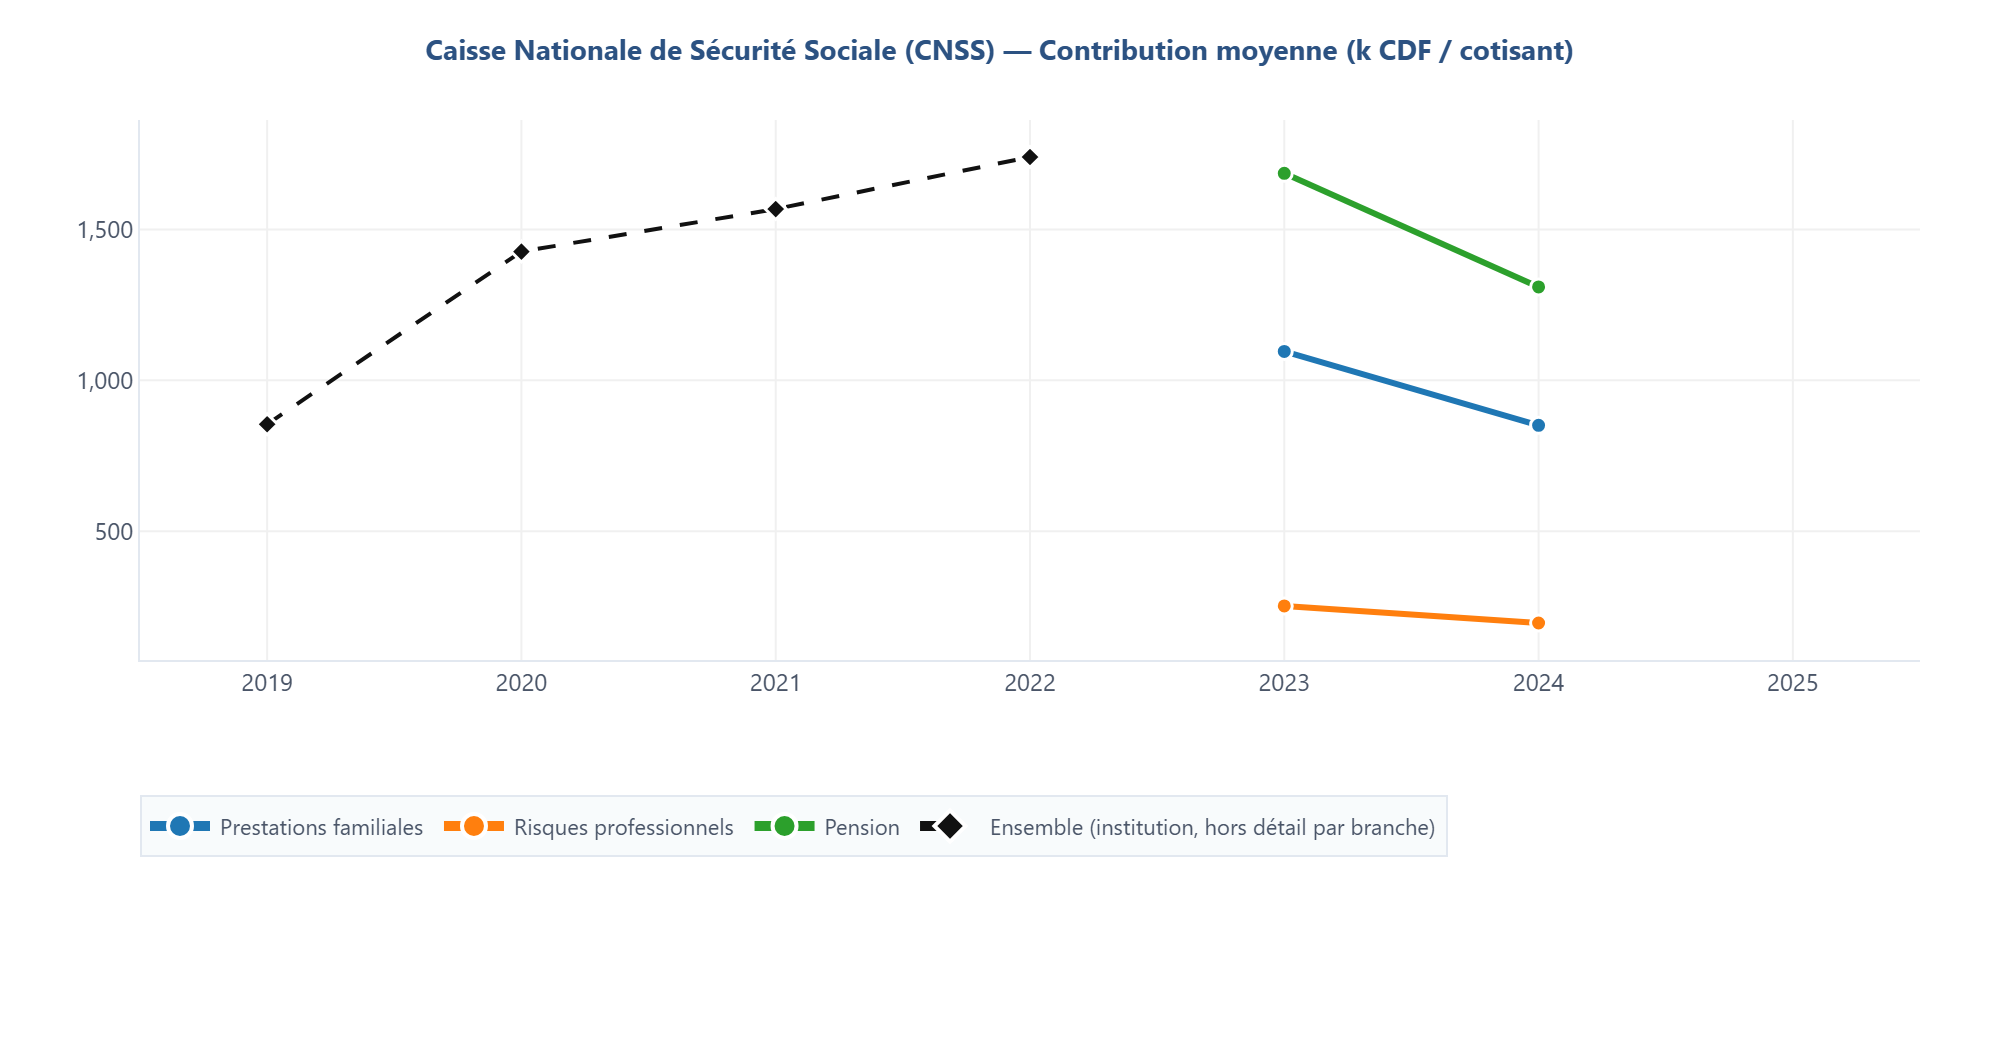 Caisse Nationale de Sécurité Sociale (CNSS) — Contribution moyenne (k CDF / cotisant)
1,500
1,000
500
2019 2020 2021 2022 2023 2024 2025
Prestations familiales Risques professionnels Pension Ensemble (institution, hors détail par branche)